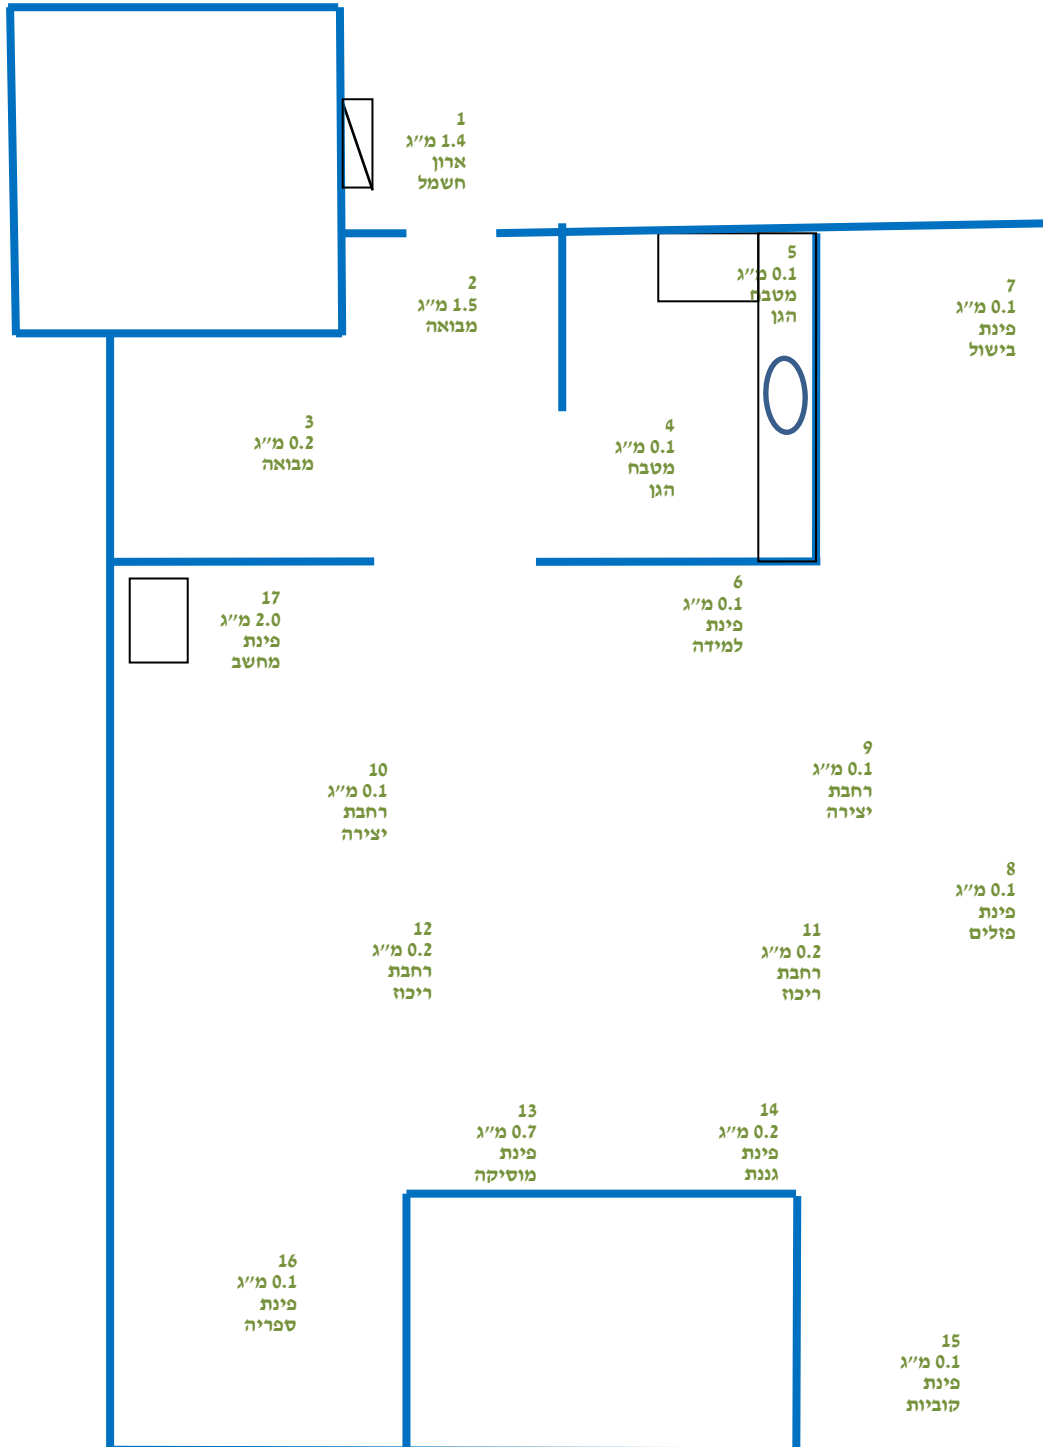 1
1.4 מ"ג
ארון
חשמל
2
1.5 מ"ג
מבואה
3
0.2 מ"ג
מבואה
4
0.1 מ"ג
מטבח
הגן
5
0.1 מ"ג
מטבח
הגן
6
0.1 מ"ג
פינת
למידה
7
0.1 מ"ג
פינת
בישול
8
0.1 מ"ג
פינת
פזלים
9
0.1 מ"ג
רחבת
יצירה
10
0.1 מ"ג
רחבת
יצירה
11
0.2 מ"ג
רחבת
ריכוז
12
0.2 מ"ג
רחבת
ריכוז
13
0.7 מ"ג
פינת
מוסיקה
14
0.2 מ"ג
פינת
גננת
15
0.1 מ"ג
פינת
קוביות
16
0.1 מ"ג
פינת
ספריה
17
2.0 מ"ג
פינת
מחשב